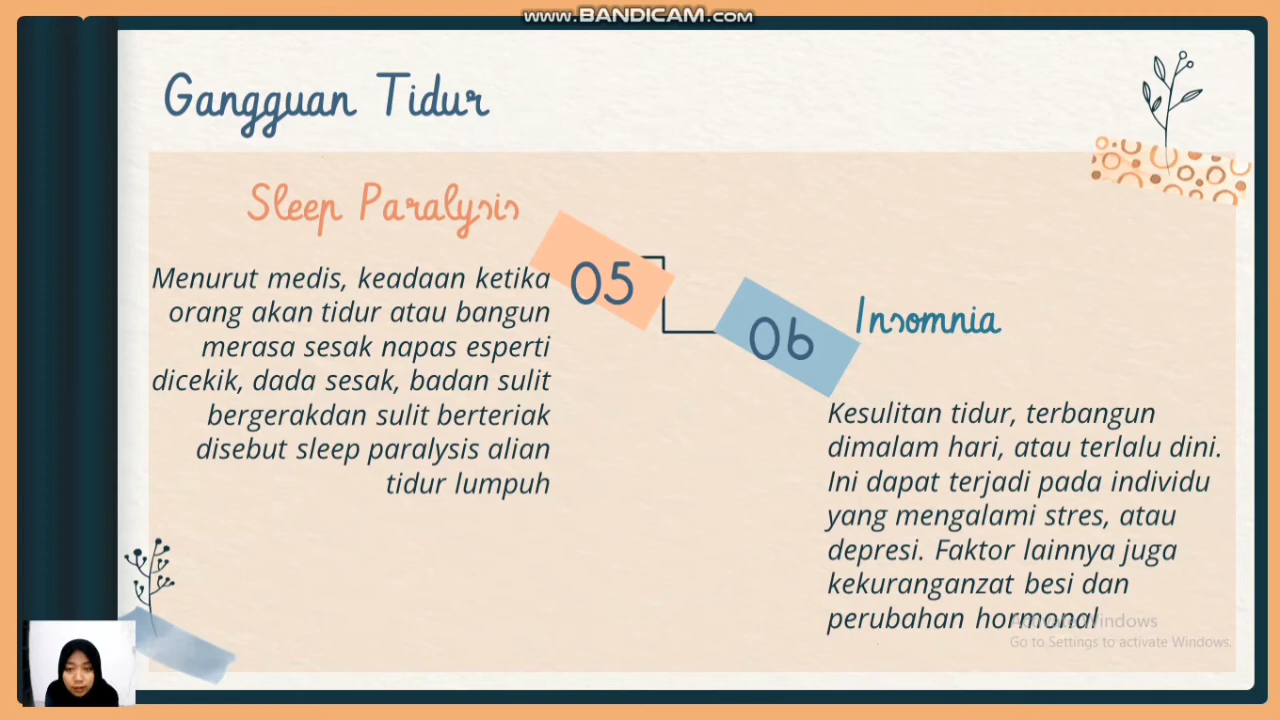 www.BANDICAM.com
Gangguan Tidur
Sleep Paralysis
Menurut medis, keadaan ketika
orang akan tidur atau bangun
merasa sesak napas esperti
dicekik, dada sesak, badan sulit
bergerakdan sulit berteriak
disebut sleep paralysis alian
tidur lumpuh
05
06
Insomnia
Kesulitan tidur, terbangun
dimalam hari, atau terlalu dini.
Ini dapat terjadi pada individu
yang mengalami stres, atau
depresi. Faktor lainnya juga
kekuranganzat besi dan
perubahan hormonal
Activate Windows
Go to Settings to activate Windows.